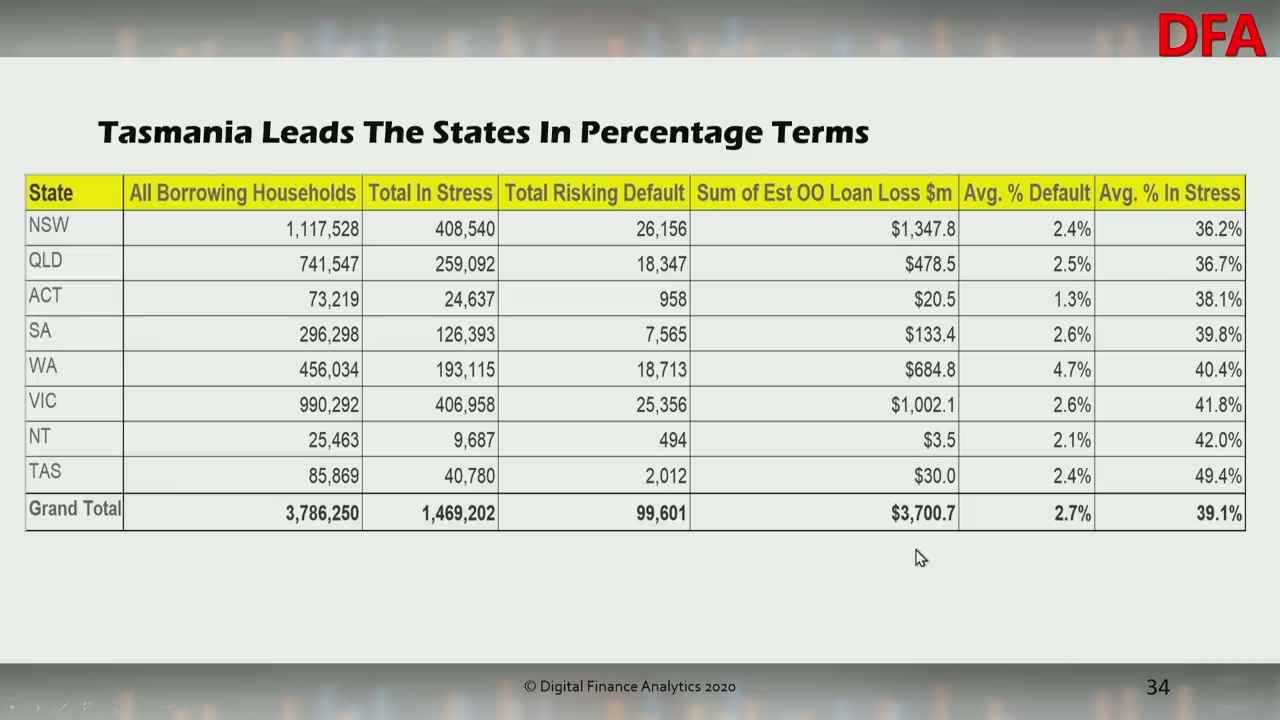 DFA
Tasmania Leads The States In Percentage Terms
State All Borrowing Households Total In Stress Total Risking Default Sum of Est OO Loan Loss $m Avg. % Default Avg. % In Stress
NSW 1,117,528 408,540 26,156 $1,347.8 2.4% 36.2%
QLD 741,547 259,092 18,347 $478.5 2.5% 36.7%
ACT 73,219 24,637 958 $20.5 1.3% 38.1%
SA 296,298 126,393 7,565 $133.4 2.6% 39.8%
WA 456,034 193,115 18,713 $684.8 4.7% 40.4%
VIC 990,292 406,958 25,356 $1,002.1 2.6% 41.8%
NT 25,463 9,687 494 $3.5 2.1% 42.0%
TAS 85,869 40,780 2,012 $30.0 2.4% 49.4%
Grand Total 3,786,250 1,469,202 99,601 $3,700.7 2.7% 39.1%
© Digital Finance Analytics 2020
34